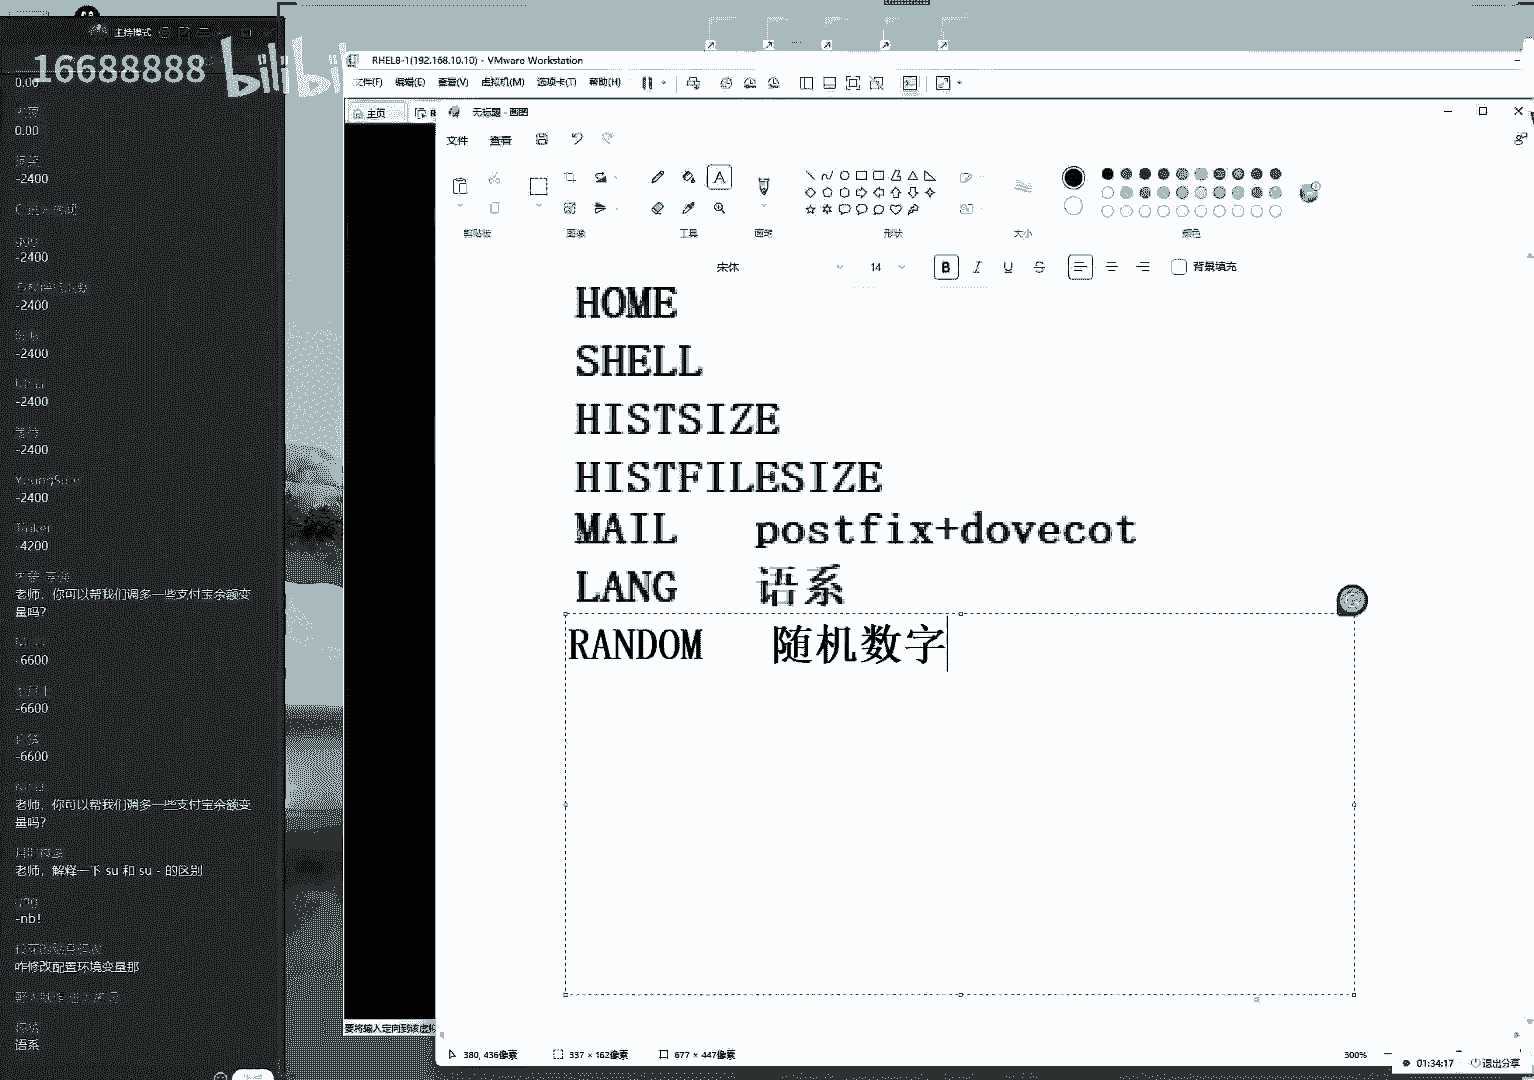 主持模式
16688888 bilibili
0.00
0.00
-2400
-2400
-2400
-2400
-2400
-2400
-2400
-4200
老师，你可以帮我们调多一些支付宝余额变
量吗？
-6600
-6600
-6600
老师，你可以帮我们调多一些支付宝余额变
量吗？
老师，解释一下 su 和 su - 的区别
-nb!
咋修改配置环境变量那
语系
RHEL8-1(192.168.10.10) - VMware Workstation
文件(F) 编辑(E) 查看(V) 虚拟机(M) 选项卡(T) 帮助(H)
主页
无标题 - 画图
文件 查看
剪贴板 图像 工具 画笔 形状 大小 颜色
宋体 14 B I U 背景填充
HOME
SHELL
HISTSIZE
HISTFILESIZE
MAIL postfix+dovecot
LANG 语系
RANDOM 随机数字
要将输入定向到该虚拟
380, 436像素 337 × 162像素 677 × 447像素 300%
01:34:17 退出分享